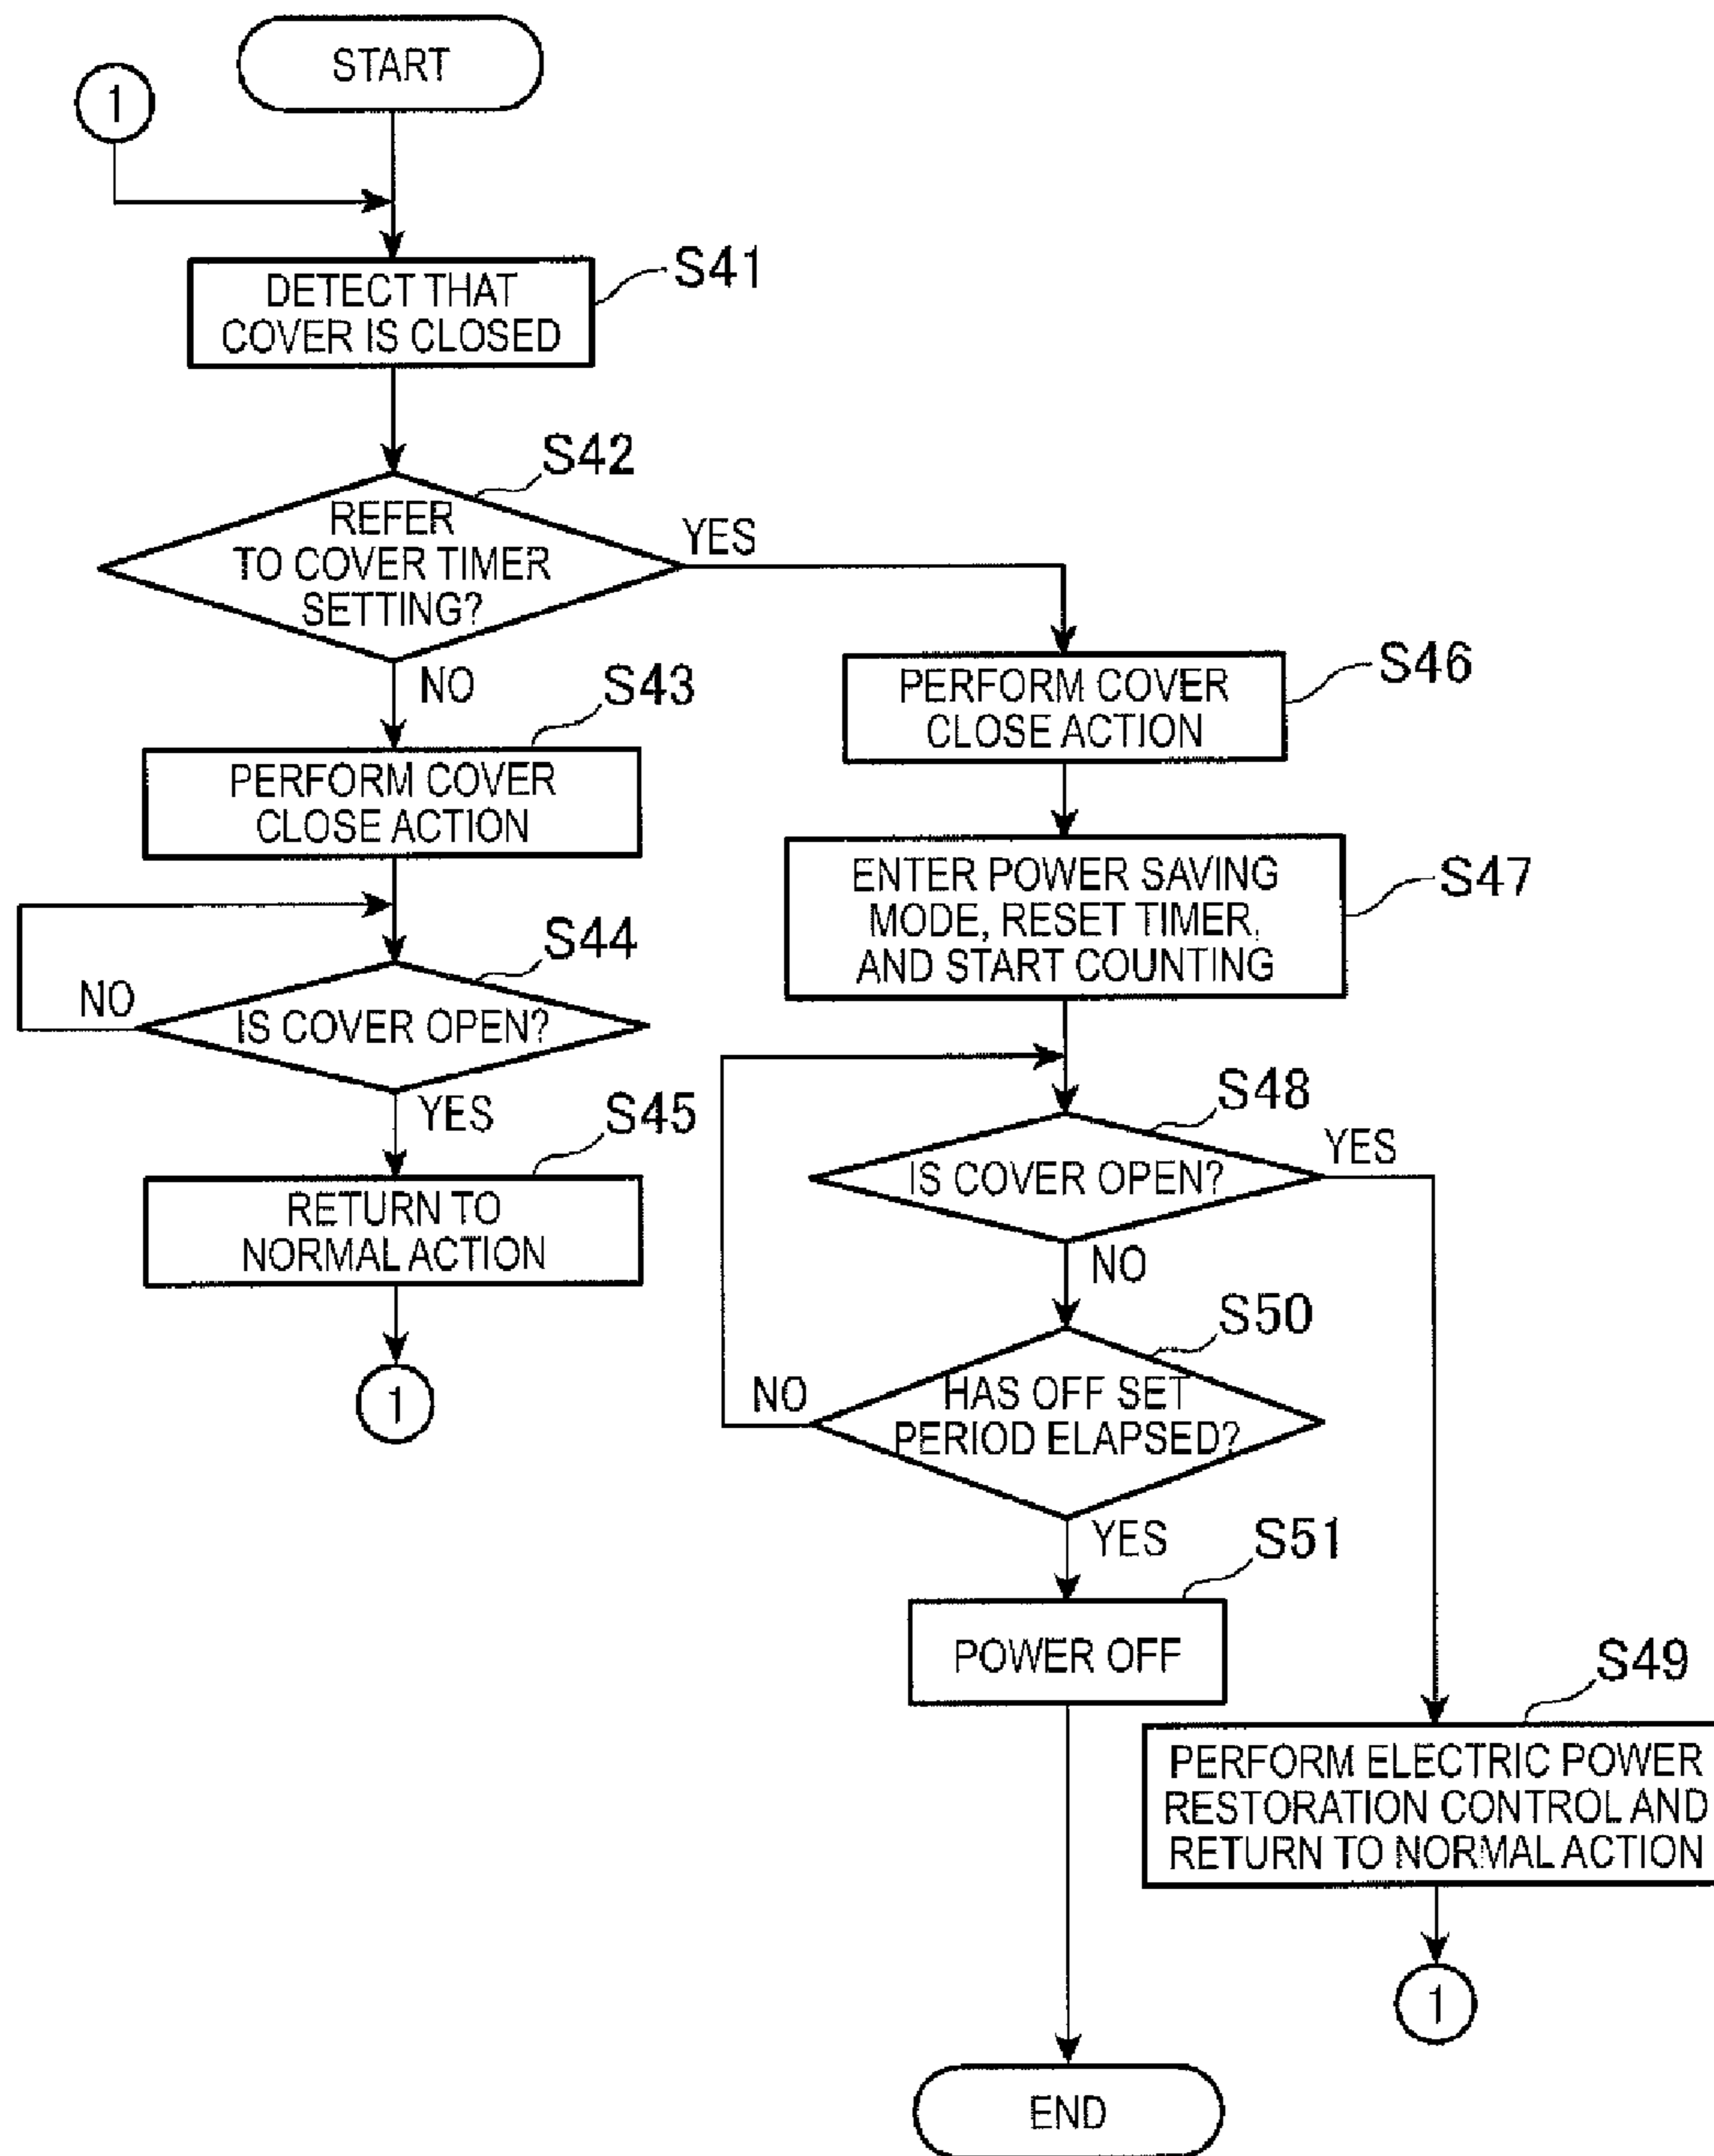 START
1
S41
DETECT THAT
COVER IS CLOSED
S42
REFER
TO COVER TIMER
SETTING?
YES
NO
S43
PERFORM COVER
CLOSE ACTION
S44
NO
IS COVER OPEN?
YES
S45
RETURN TO
NORMAL ACTION
1
S46
PERFORM COVER
CLOSE ACTION
S47
ENTER POWER SAVING
MODE, RESET TIMER,
AND START COUNTING
S48
IS COVER OPEN?
YES
NO
S50
HAS OFF SET
PERIOD ELAPSED?
NO
YES
S51
POWER OFF
S49
PERFORM ELECTRIC POWER
RESTORATION CONTROL AND
RETURN TO NORMAL ACTION
1
END